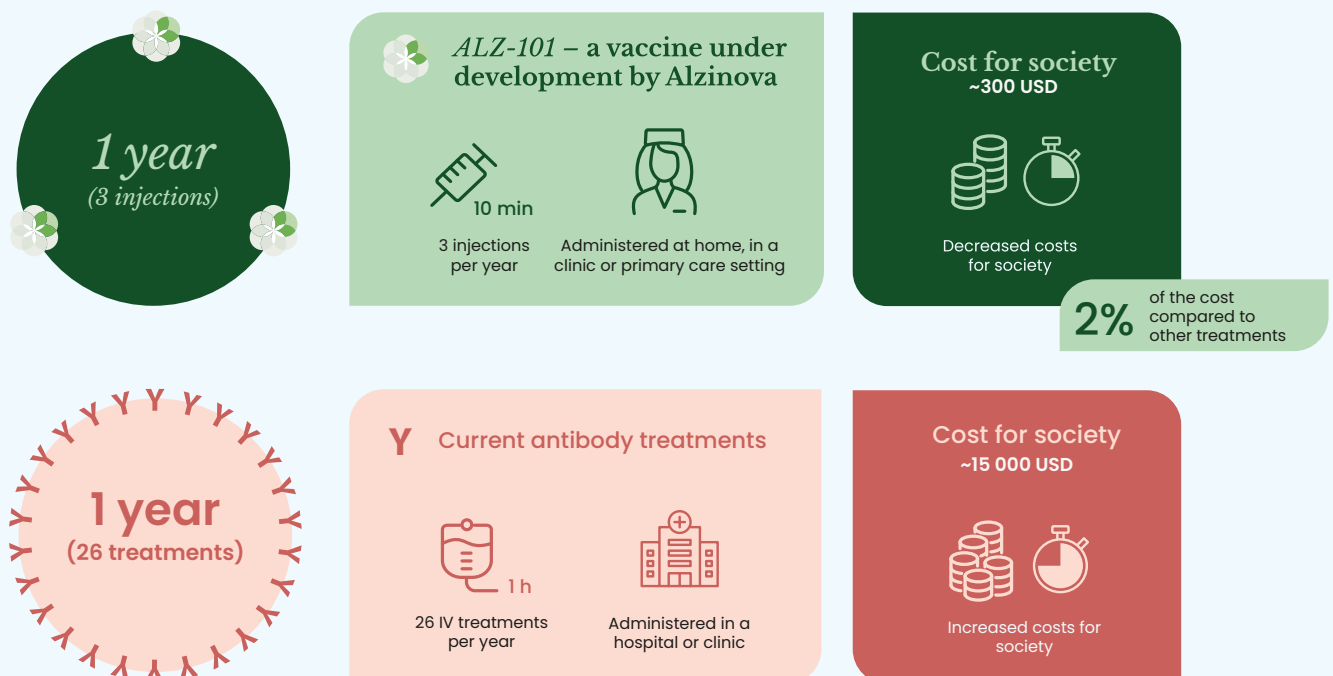 1 year
(3 injections)
ALZ-101 – a vaccine under
development by Alzinova
10 min
3 injections
per year
Administered at home, in a
clinic or primary care setting
Cost for society
~300 USD
Decreased costs
for society
2%
of the cost
compared to
other treatments
1 year
(26 treatments)
Current antibody treatments
1 h
26 IV treatments
per year
Administered in a
hospital or clinic
Cost for society
~15 000 USD
Increased costs for
society